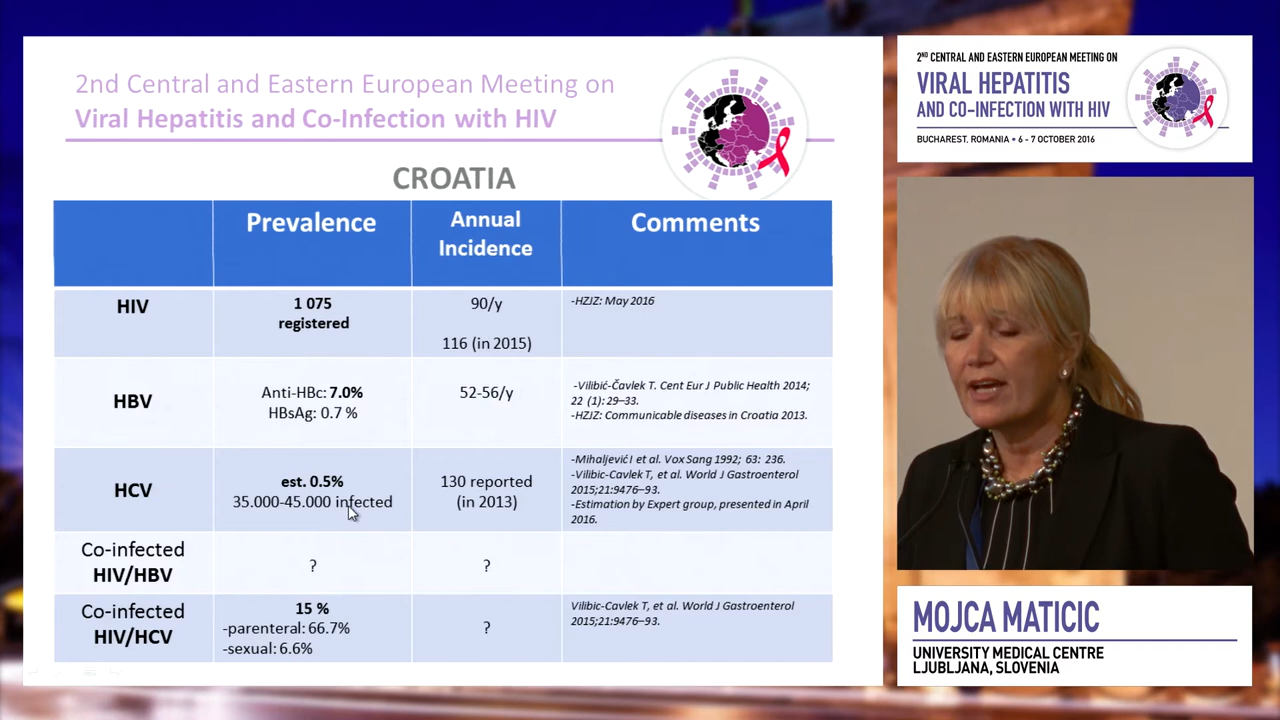 2nd Central and Eastern European Meeting on
Viral Hepatitis and Co-Infection with HIV
CROATIA
Prevalence
Annual
Incidence
Comments
HIV
1 075
registered
90/y
116 (in 2015)
-HZJZ: May 2016
HBV
Anti-HBc: 7.0%
HBsAg: 0.7 %
52-56/y
-Vilibić-Čavlek T. Cent Eur J Public Health 2014;
22 (1): 29–33.
-HZJZ: Communicable diseases in Croatia 2013.
HCV
est. 0.5%
35.000-45.000 infected
130 reported
(in 2013)
-Mihaljević I et al. Vox Sang 1992; 63: 236.
-Vilibic-Cavlek T, et al. World J Gastroenterol
2015;21:9476–93.
-Estimation by Expert group, presented in April
2016.
Co-infected
HIV/HBV
?
?
Co-infected
HIV/HCV
15 %
-parenteral: 66.7%
-sexual: 6.6%
?
Vilibic-Cavlek T, et al. World J Gastroenterol
2015;21:9476–93.
2ND CENTRAL AND EASTERN EUROPEAN MEETING ON
VIRAL HEPATITIS
AND CO-INFECTION WITH HIV
BUCHAREST, ROMANIA • 6 - 7 OCTOBER 2016
MOJCA MATICIC
UNIVERSITY MEDICAL CENTRE
LJUBLJANA, SLOVENIA